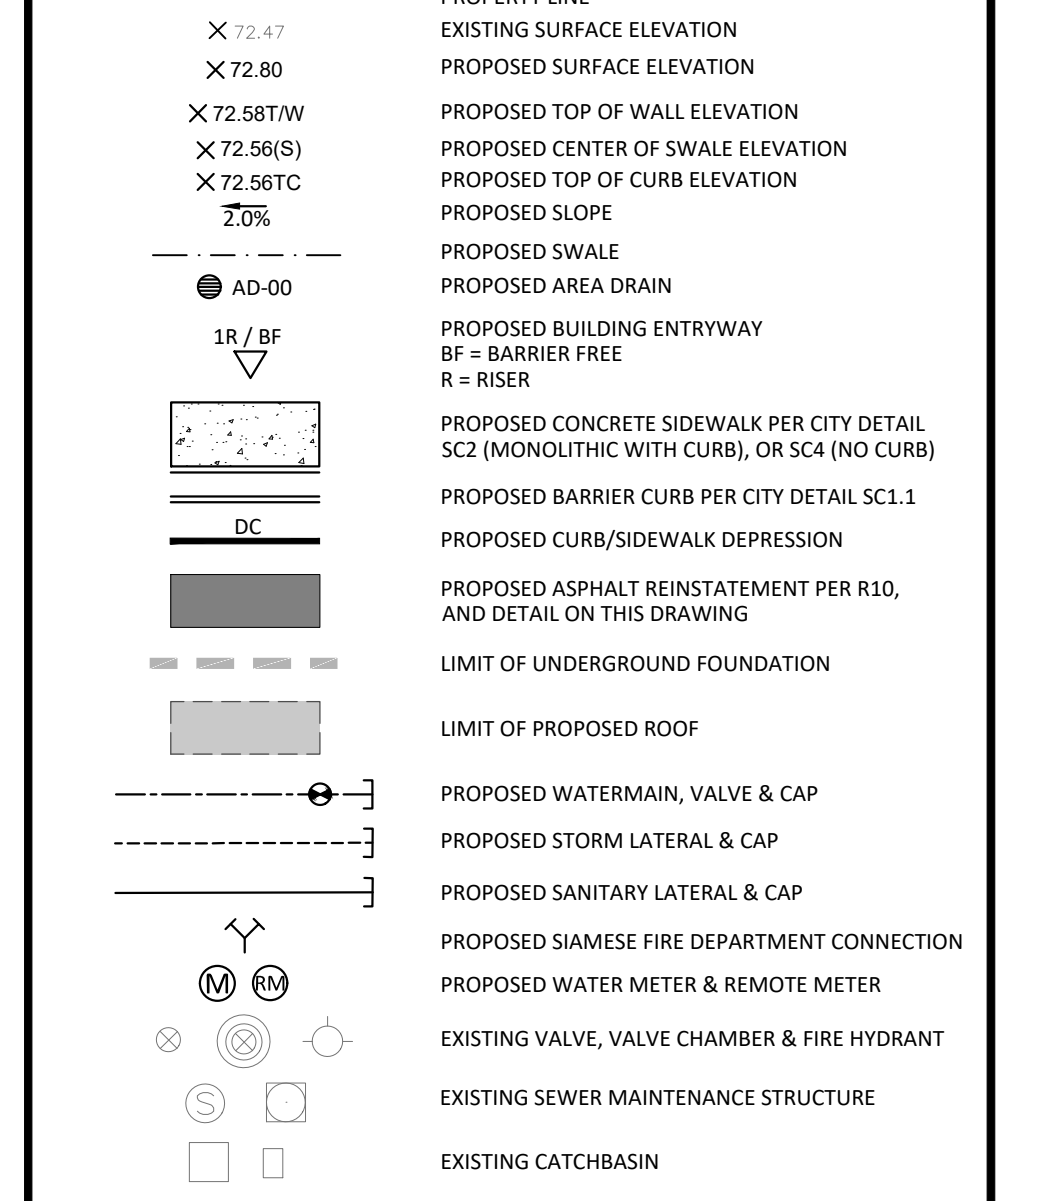 PROPERTY LINE
72.47 EXISTING SURFACE ELEVATION
72.80 PROPOSED SURFACE ELEVATION
72.58T/W PROPOSED TOP OF WALL ELEVATION
72.56(S) PROPOSED CENTER OF SWALE ELEVATION
72.56TC PROPOSED TOP OF CURB ELEVATION
2.0% PROPOSED SLOPE
PROPOSED SWALE
AD-00 PROPOSED AREA DRAIN
1R / BF PROPOSED BUILDING ENTRYWAY
BF = BARRIER FREE
R = RISER
PROPOSED CONCRETE SIDEWALK PER CITY DETAIL
SC2 (MONOLITHIC WITH CURB), OR SC4 (NO CURB)
PROPOSED BARRIER CURB PER CITY DETAIL SC1.1
DC PROPOSED CURB/SIDEWALK DEPRESSION
PROPOSED ASPHALT REINSTATEMENT PER R10,
AND DETAIL ON THIS DRAWING
LIMIT OF UNDERGROUND FOUNDATION
LIMIT OF PROPOSED ROOF
PROPOSED WATERMAIN, VALVE & CAP
PROPOSED STORM LATERAL & CAP
PROPOSED SANITARY LATERAL & CAP
PROPOSED SIAMESE FIRE DEPARTMENT CONNECTION
M RM PROPOSED WATER METER & REMOTE METER
EXISTING VALVE, VALVE CHAMBER & FIRE HYDRANT
S EXISTING SEWER MAINTENANCE STRUCTURE
EXISTING CATCHBASIN